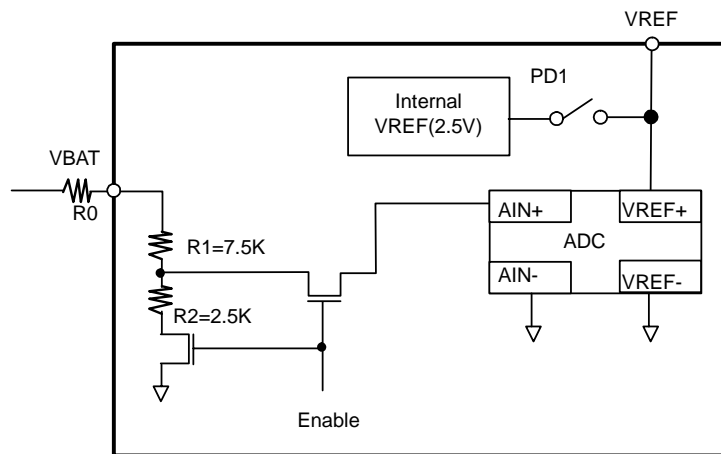 VREF
PD1
Internal
VREF(2.5V)
VBAT
R0
AIN+
VREF+
R1=7.5K
ADC
AIN-
VREF-
R2=2.5K
Enable